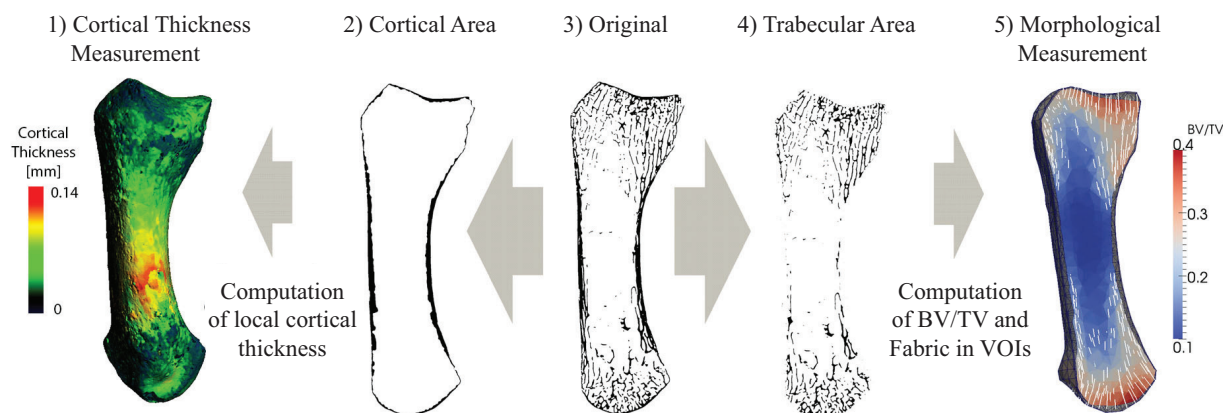 1) Cortical Thickness
Measurement
2) Cortical Area
3) Original
4) Trabecular Area
5) Morphological
Measurement
Cortical
Thickness
[mm]
0.14
0
Computation
of local cortical
thickness
Computation
of BV/TV and
Fabric in VOIs
BV/TV
0.4
0.3
0.2
0.1